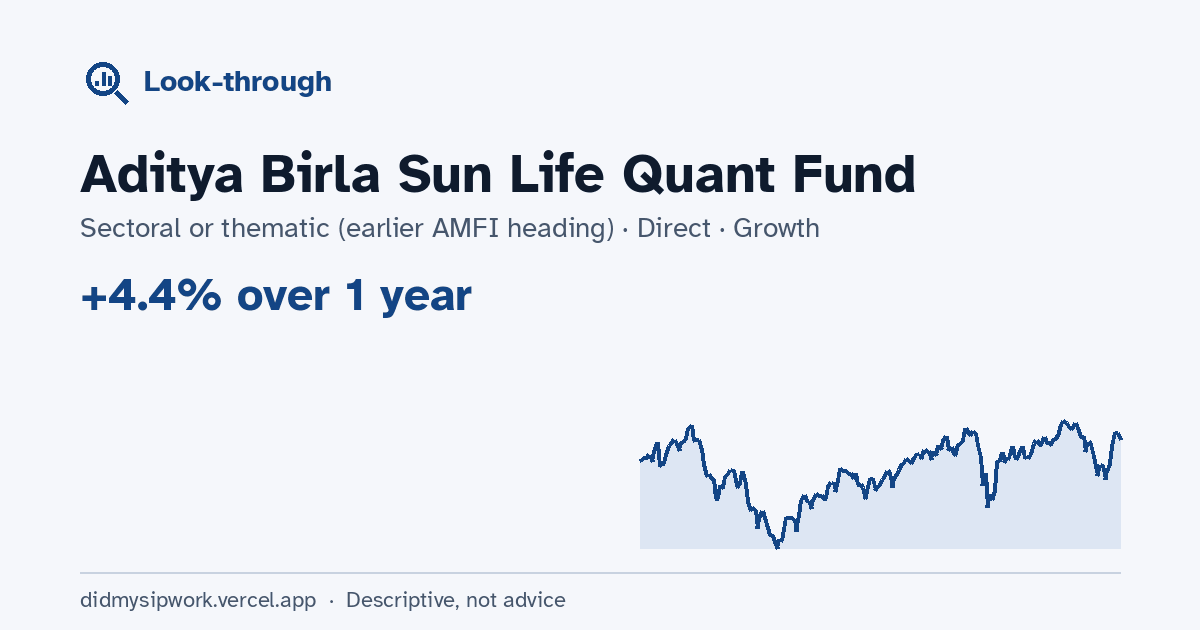 Look-through
Aditya Birla Sun Life Quant Fund
Sectoral or thematic (earlier AMFI heading) · Direct · Growth
+4.4% over 1 year
didmysipwork.vercel.app · Descriptive, not advice